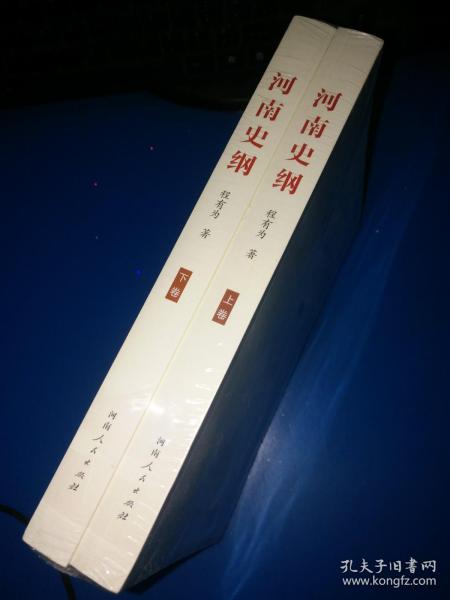 河南史纲
程有为 著
下卷
河南人民出版社
河南史纲
程有为 著
上卷
河南人民出版社
孔夫子旧书网
www.kongfz.com